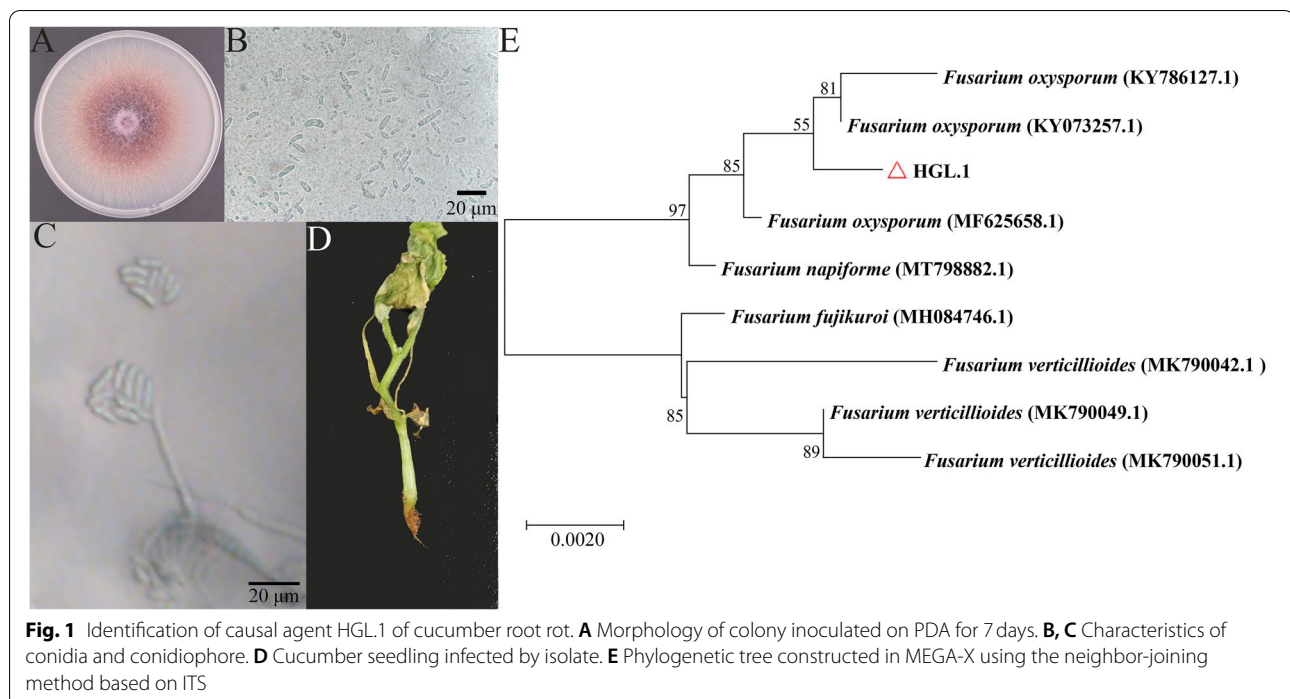 A
B
20 μm
C
20 μm
D
E
Fusarium oxysporum (KY786127.1)
81
Fusarium oxysporum (KY073257.1)
55
HGL.1
85
Fusarium oxysporum (MF625658.1)
97
Fusarium napiforme (MT798882.1)
Fusarium fujikuroi (MH084746.1)
Fusarium verticillioides (MK790042.1 )
85
Fusarium verticillioides (MK790049.1)
89
Fusarium verticillioides (MK790051.1)
0.0020
Fig. 1 Identification of causal agent HGL.1 of cucumber root rot. A Morphology of colony inoculated on PDA for 7 days. B, C Characteristics of
conidia and conidiophore. D Cucumber seedling infected by isolate. E Phylogenetic tree constructed in MEGA-X using the neighbor-joining
method based on ITS